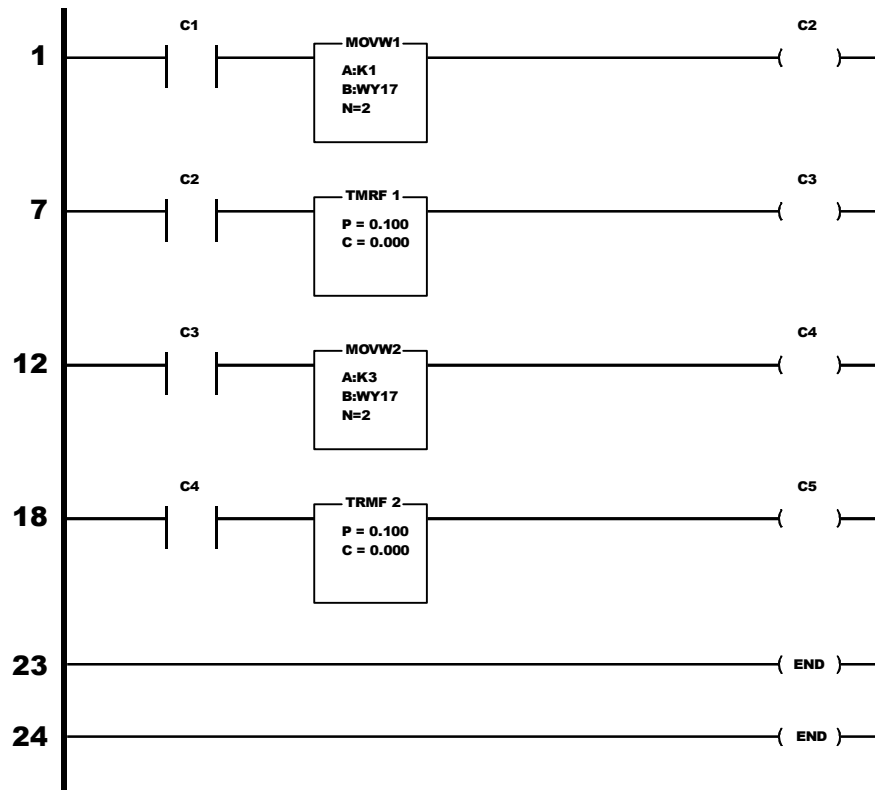 C1 C2
1 MOVW1
A:K1
B:WY17
N=2
C2 C3
7 TMRF 1
P = 0.100
C = 0.000
C3 C4
12 MOVW2
A:K3
B:WY17
N=2
C4 C5
18 TRMF 2
P = 0.100
C = 0.000
23 ( END )
24 ( END )